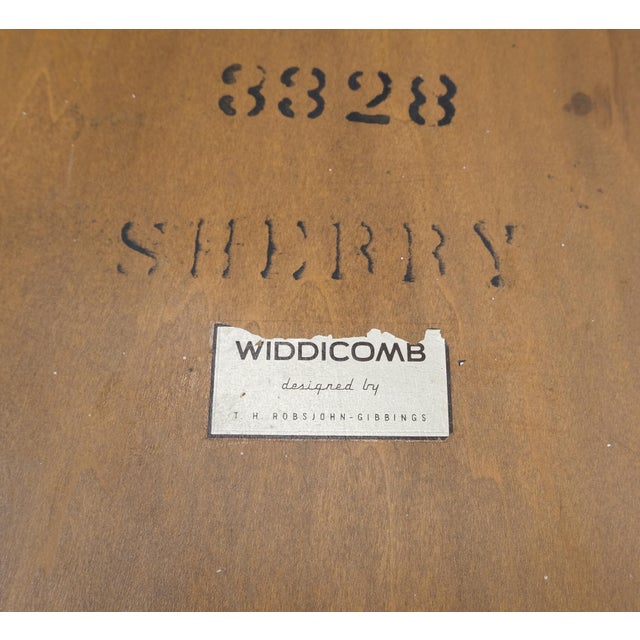 3328
SHERRY
WIDDICOMB
designed by
T. H. ROBSJOHN-GIBBINGS